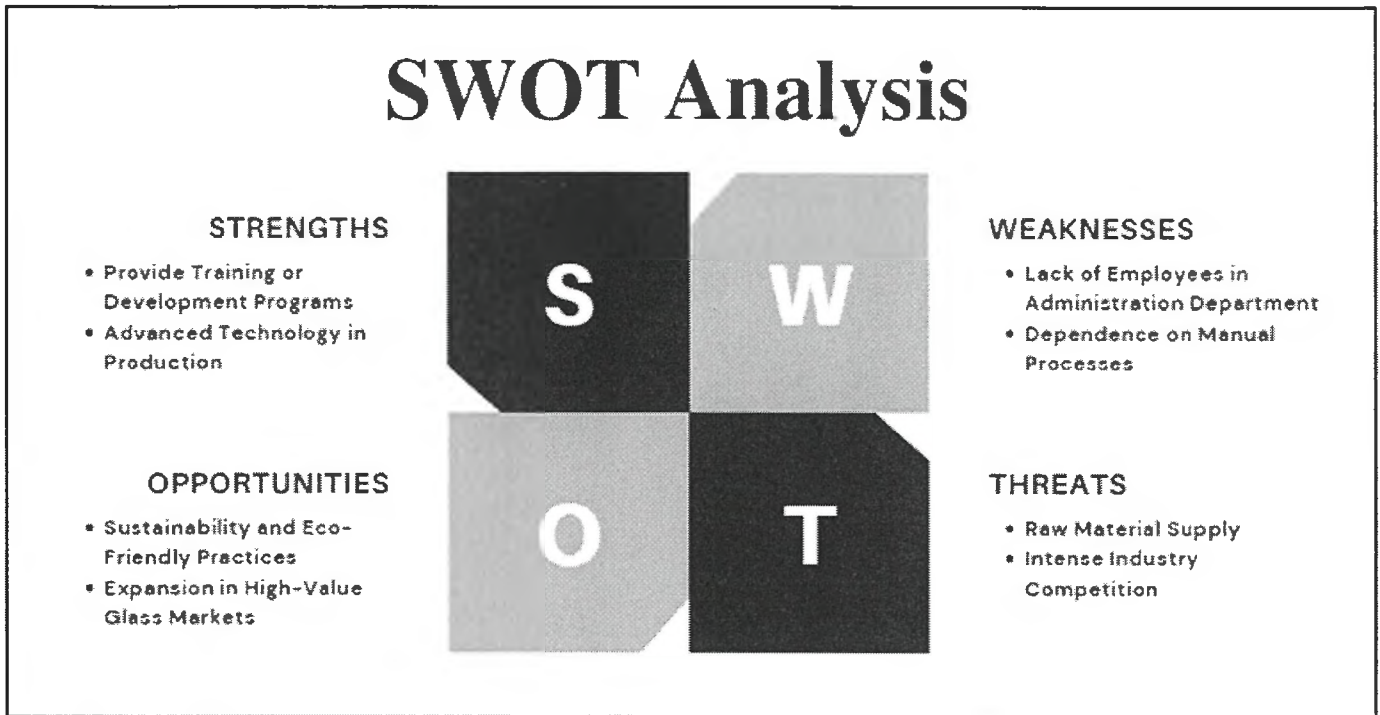 SWOT Analysis
STRENGTHS
• Provide Training or
Development Programs
• Advanced Technology in
Production
S
W
WEAKNESSES
• Lack of Employees in
Administration Department
• Dependence on Manual
Processes
OPPORTUNITIES
• Sustainability and Eco-
Friendly Practices
• Expansion in High-Value
Glass Markets
O
T
THREATS
• Raw Material Supply
• Intense Industry
Competition